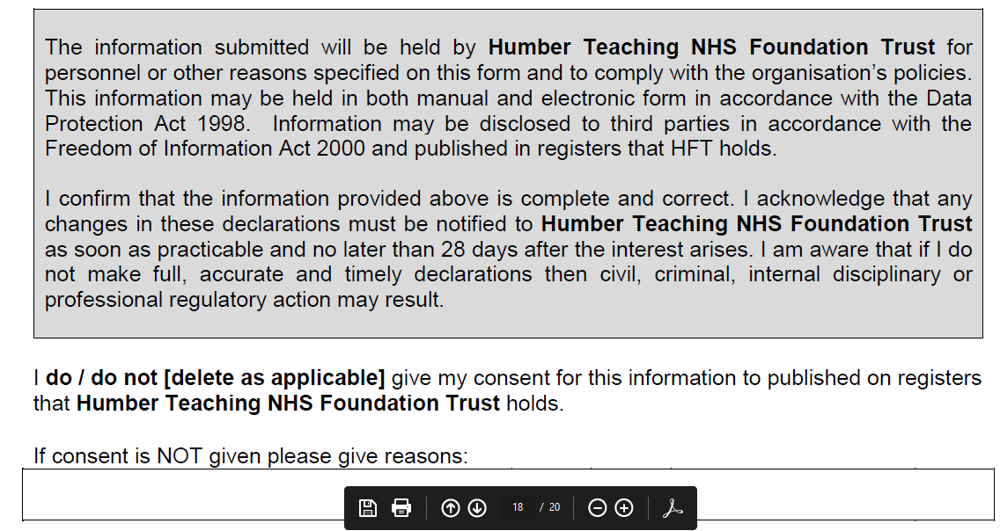 The information submitted will be held by Humber Teaching NHS Foundation Trust for
personnel or other reasons specified on this form and to comply with the organisation’s policies.
This information may be held in both manual and electronic form in accordance with the Data
Protection Act 1998.  Information may be disclosed to third parties in accordance with the
Freedom of Information Act 2000 and published in registers that HFT holds.
I confirm that the information provided above is complete and correct. I acknowledge that any
changes in these declarations must be notified to Humber Teaching NHS Foundation Trust
as soon as practicable and no later than 28 days after the interest arises. I am aware that if I do
not make full, accurate and timely declarations then civil, criminal, internal disciplinary or
professional regulatory action may result.
I do / do not [delete as applicable] give my consent for this information to published on registers
that Humber Teaching NHS Foundation Trust holds.
If consent is NOT given please give reasons:
18 / 20